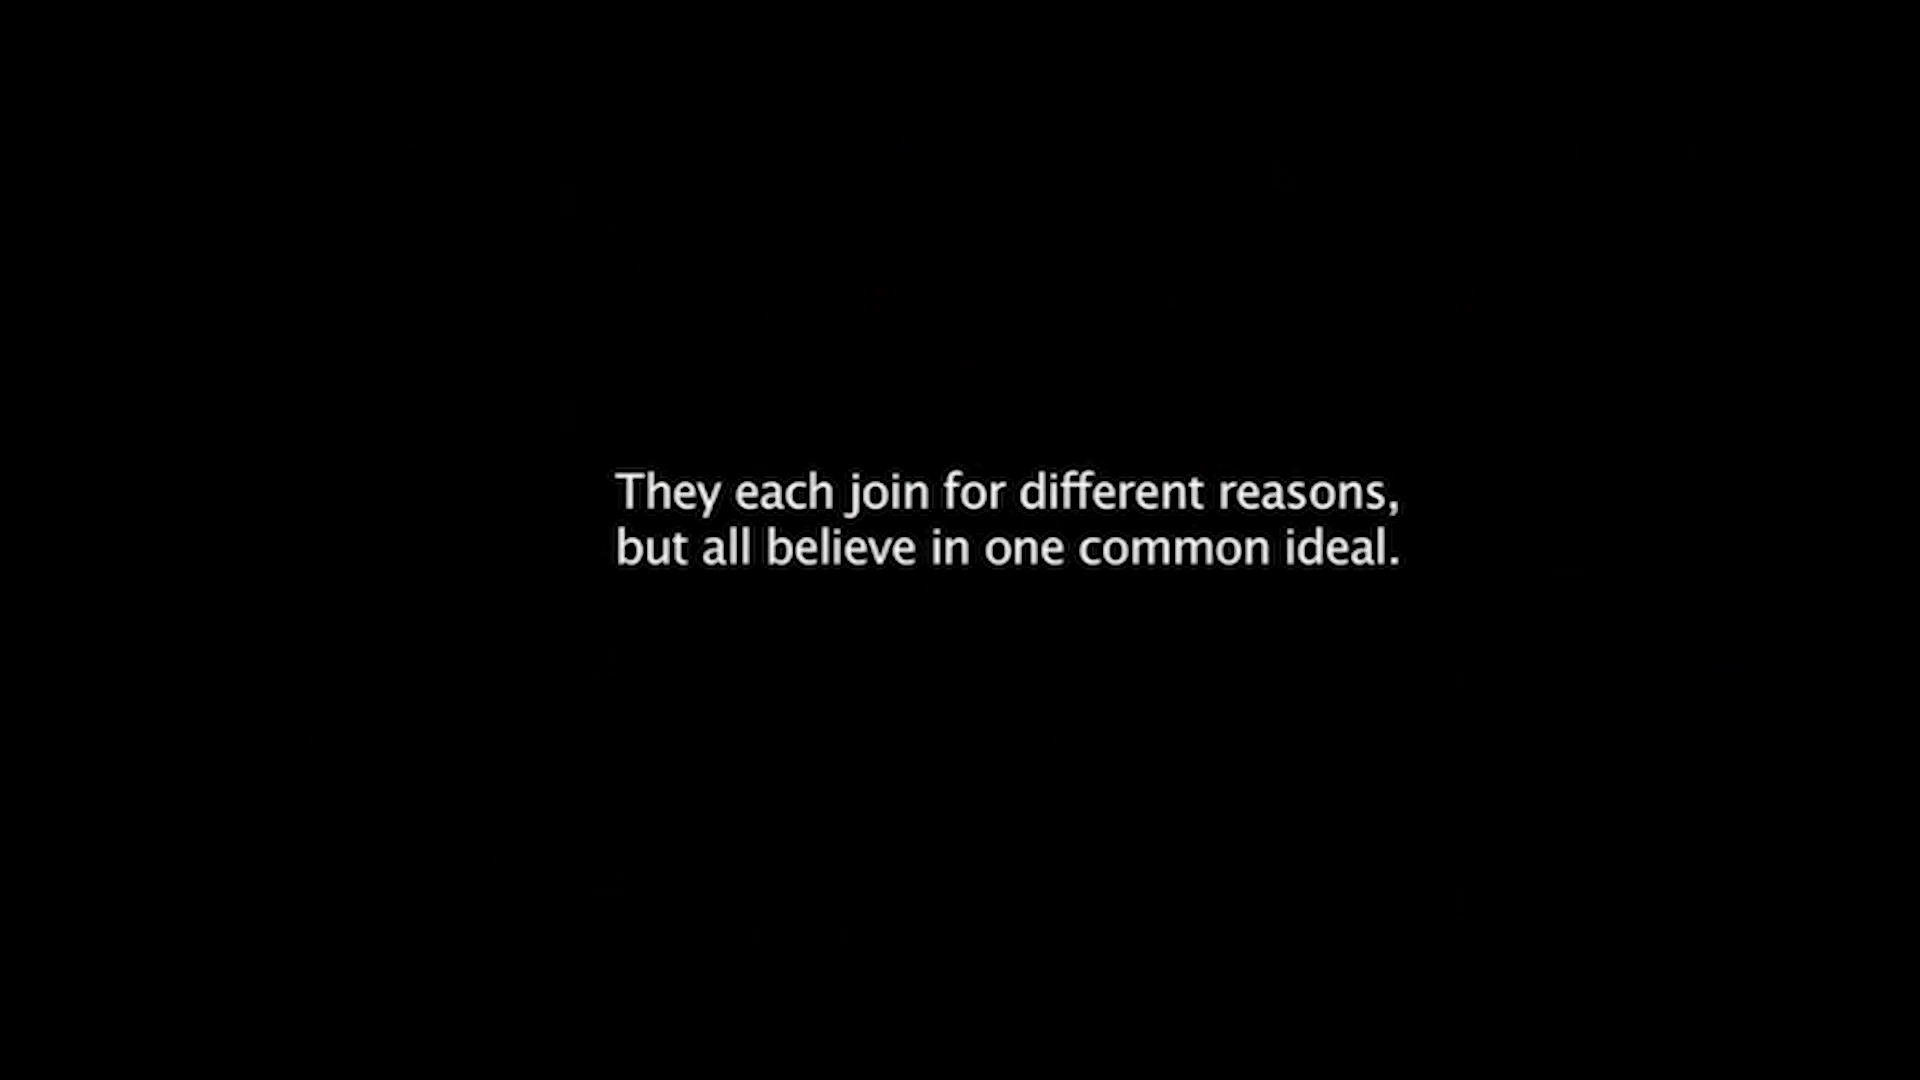 They each join for different reasons,
but all believe in one common ideal.